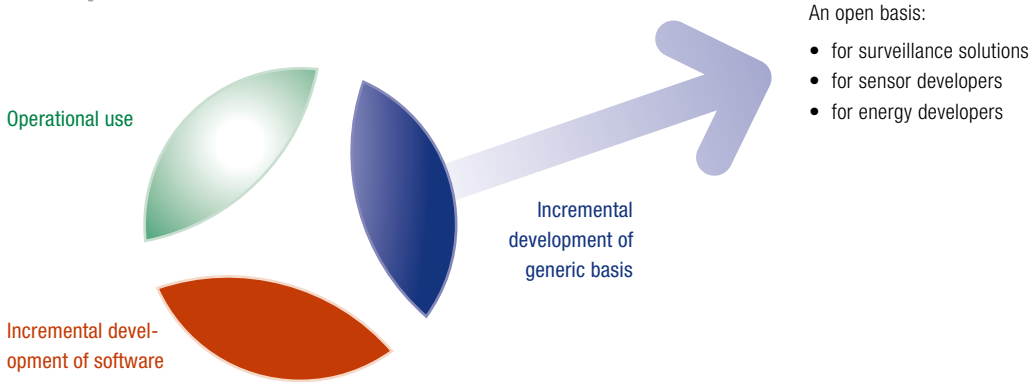 An open basis:
• for surveillance solutions
• for sensor developers
• for energy developers
Operational use
Incremental
development of
generic basis
Incremental devel-
opment of software